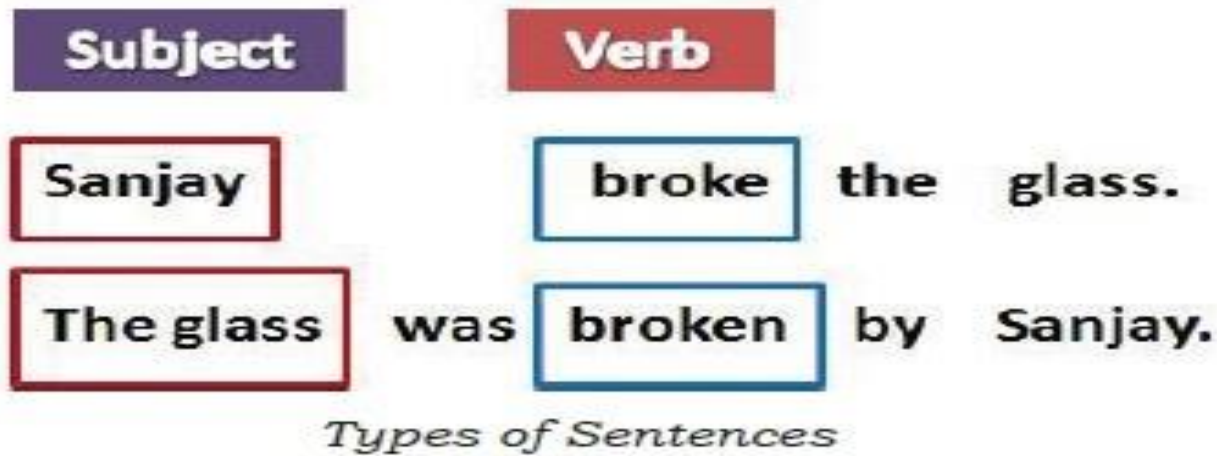 Subject Verb
Sanjay broke the glass.
The glass was broken by Sanjay.
Types of Sentences